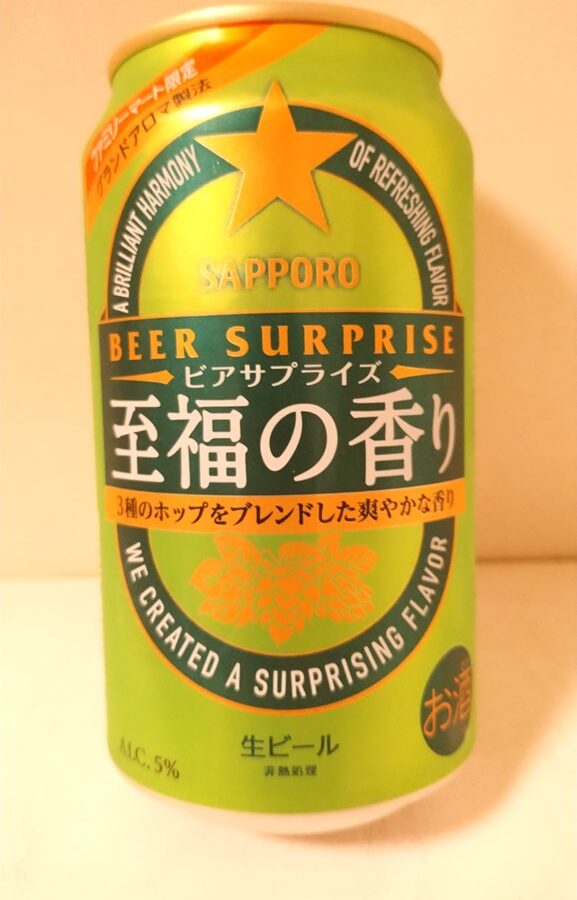 ファミリーマート限定
グランドアロマ製法
A BRILLIANT HARMONY OF REFRESHING FLAVOR
SAPPORO
BEER SURPRISE
ビアサプライズ
至福の香り
3種のホップをブレンドした爽やかな香り
WE CREATED A SURPRISING FLAVOR
お酒
ALC. 5%
生ビール
非熱処理